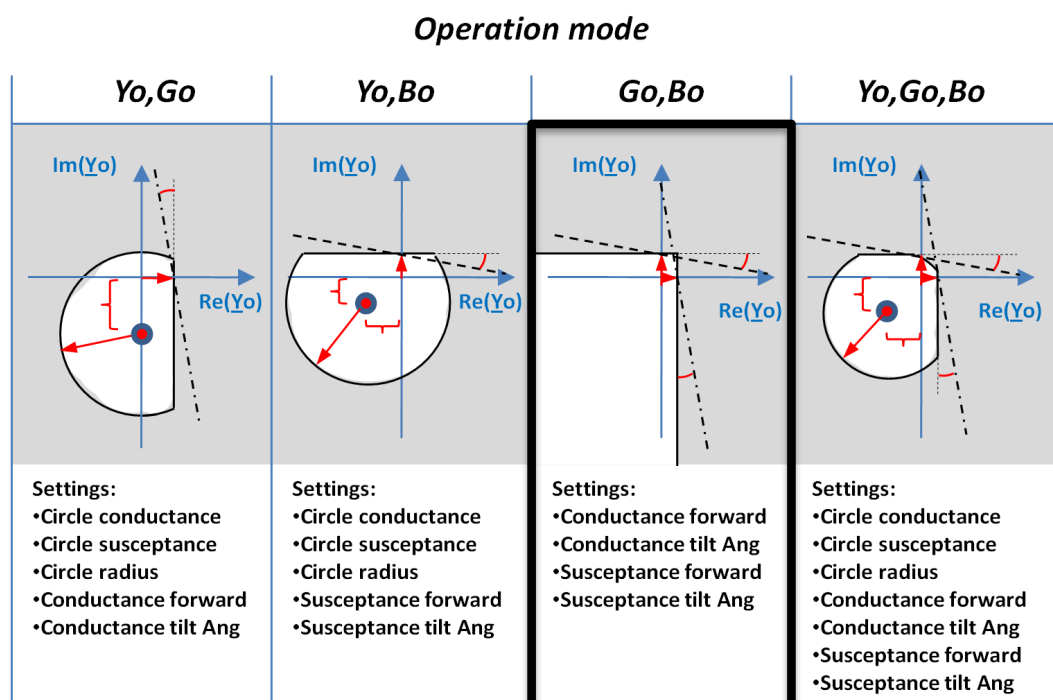 Operation mode
Yo,Go
Yo,Bo
Go,Bo
Yo,Go,Bo
Im(Yo)
Re(Yo)
Im(Yo)
Re(Yo)
Im(Yo)
Re(Yo)
Im(Yo)
Re(Yo)
Settings:
•Circle conductance
•Circle susceptance
•Circle radius
•Conductance forward
•Conductance tilt Ang
Settings:
•Circle conductance
•Circle susceptance
•Circle radius
•Susceptance forward
•Susceptance tilt Ang
Settings:
•Conductance forward
•Conductance tilt Ang
•Susceptance forward
•Susceptance tilt Ang
Settings:
•Circle conductance
•Circle susceptance
•Circle radius
•Conductance forward
•Conductance tilt Ang
•Susceptance forward
•Susceptance tilt Ang